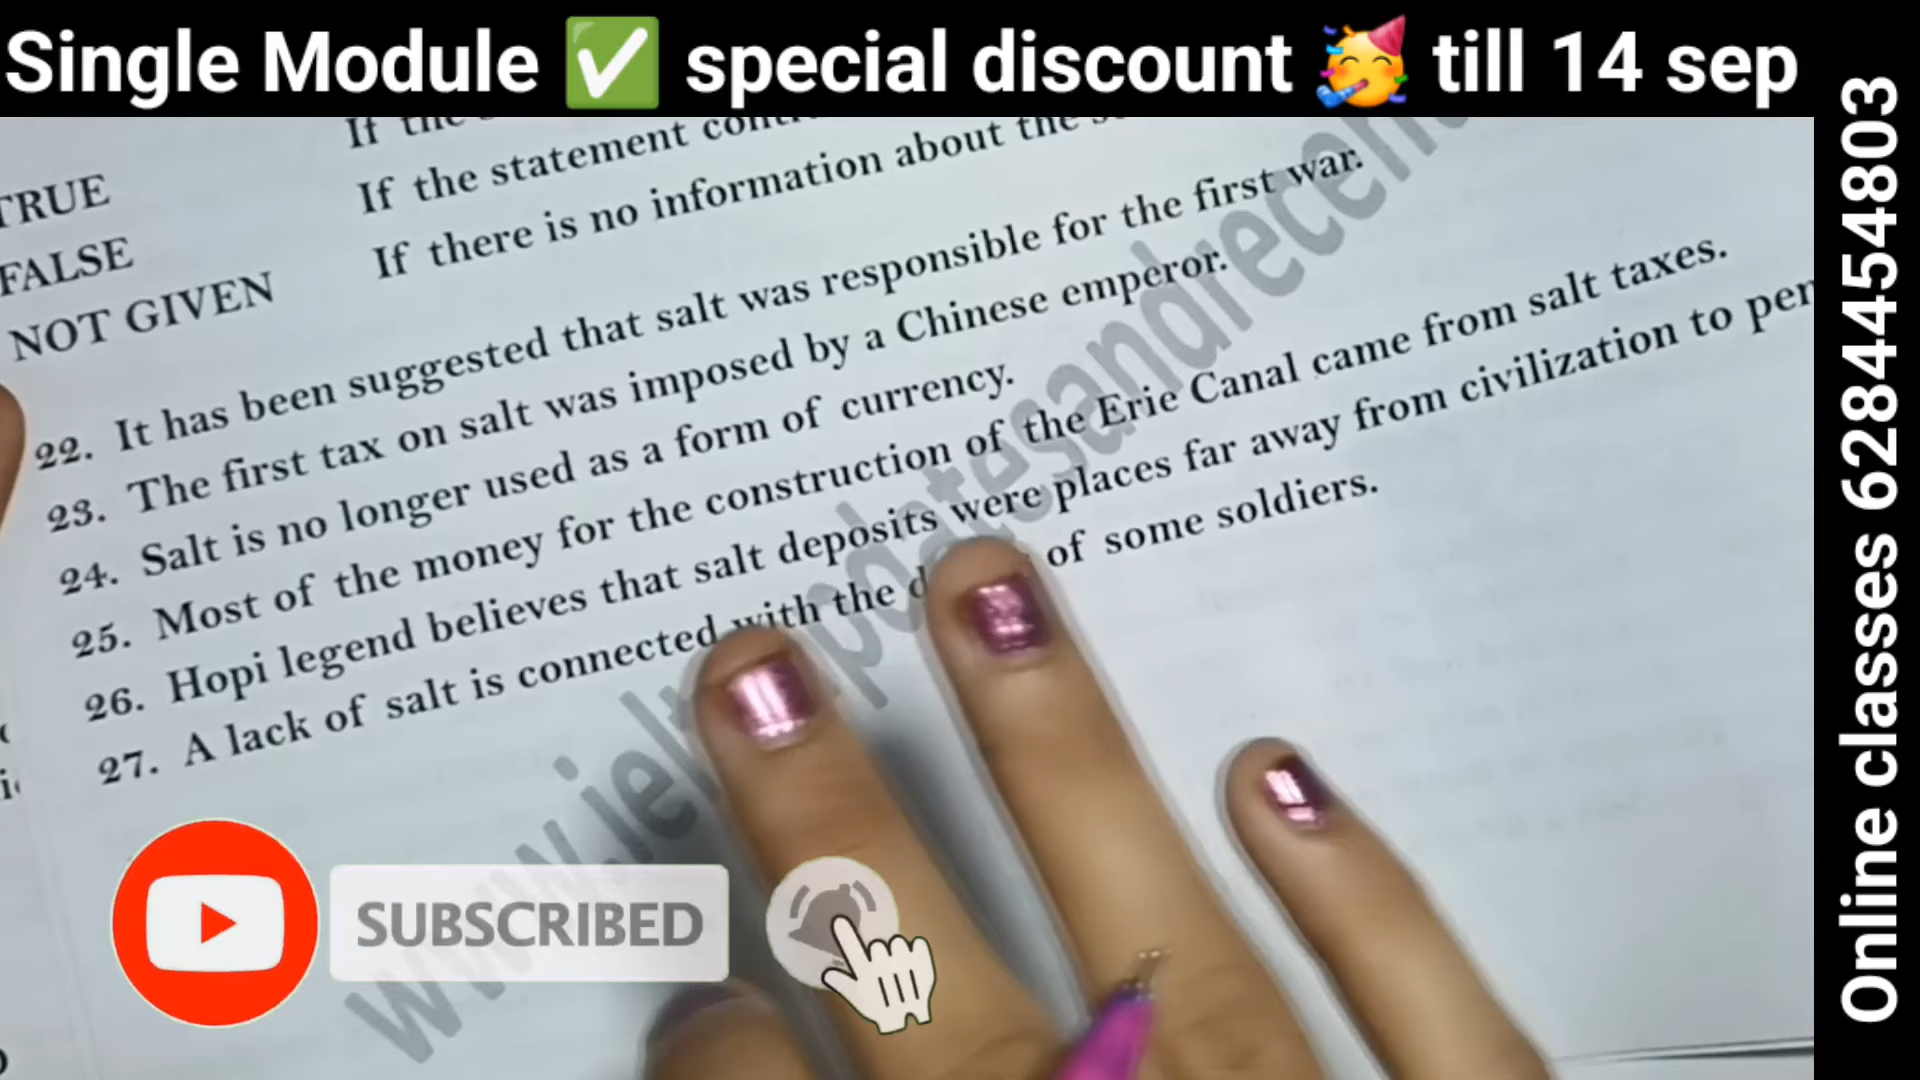 Single Module ✅ special discount 🥳 till 14 sep
If the
TRUE If the statement
FALSE If there is no information about the
NOT GIVEN
22. It has been suggested that salt was responsible for the first war.
23. The first tax on salt was imposed by a Chinese emperor.
24. Salt is no longer used as a form of currency.
25. Most of the money for the construction of the Erie Canal came from salt taxes.
26. Hopi legend believes that salt deposits were places far away from civilization to
27. A lack of salt is connected with the of some soldiers.
SUBSCRIBED
Online classes 6284454803